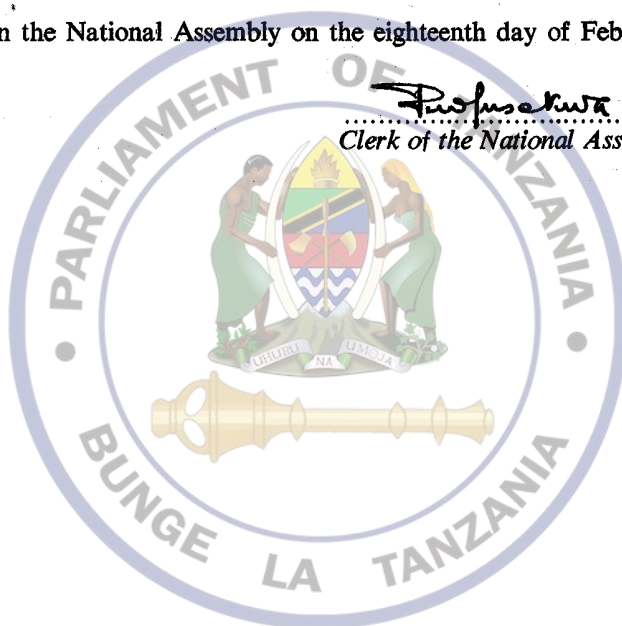 n the National Assembly on the eighteenth day of Feb
Clerk of the National Ass
PARLIAMENT OF TANZANIA
UHURU NA UMOJA
BUNGE LA TANZANIA